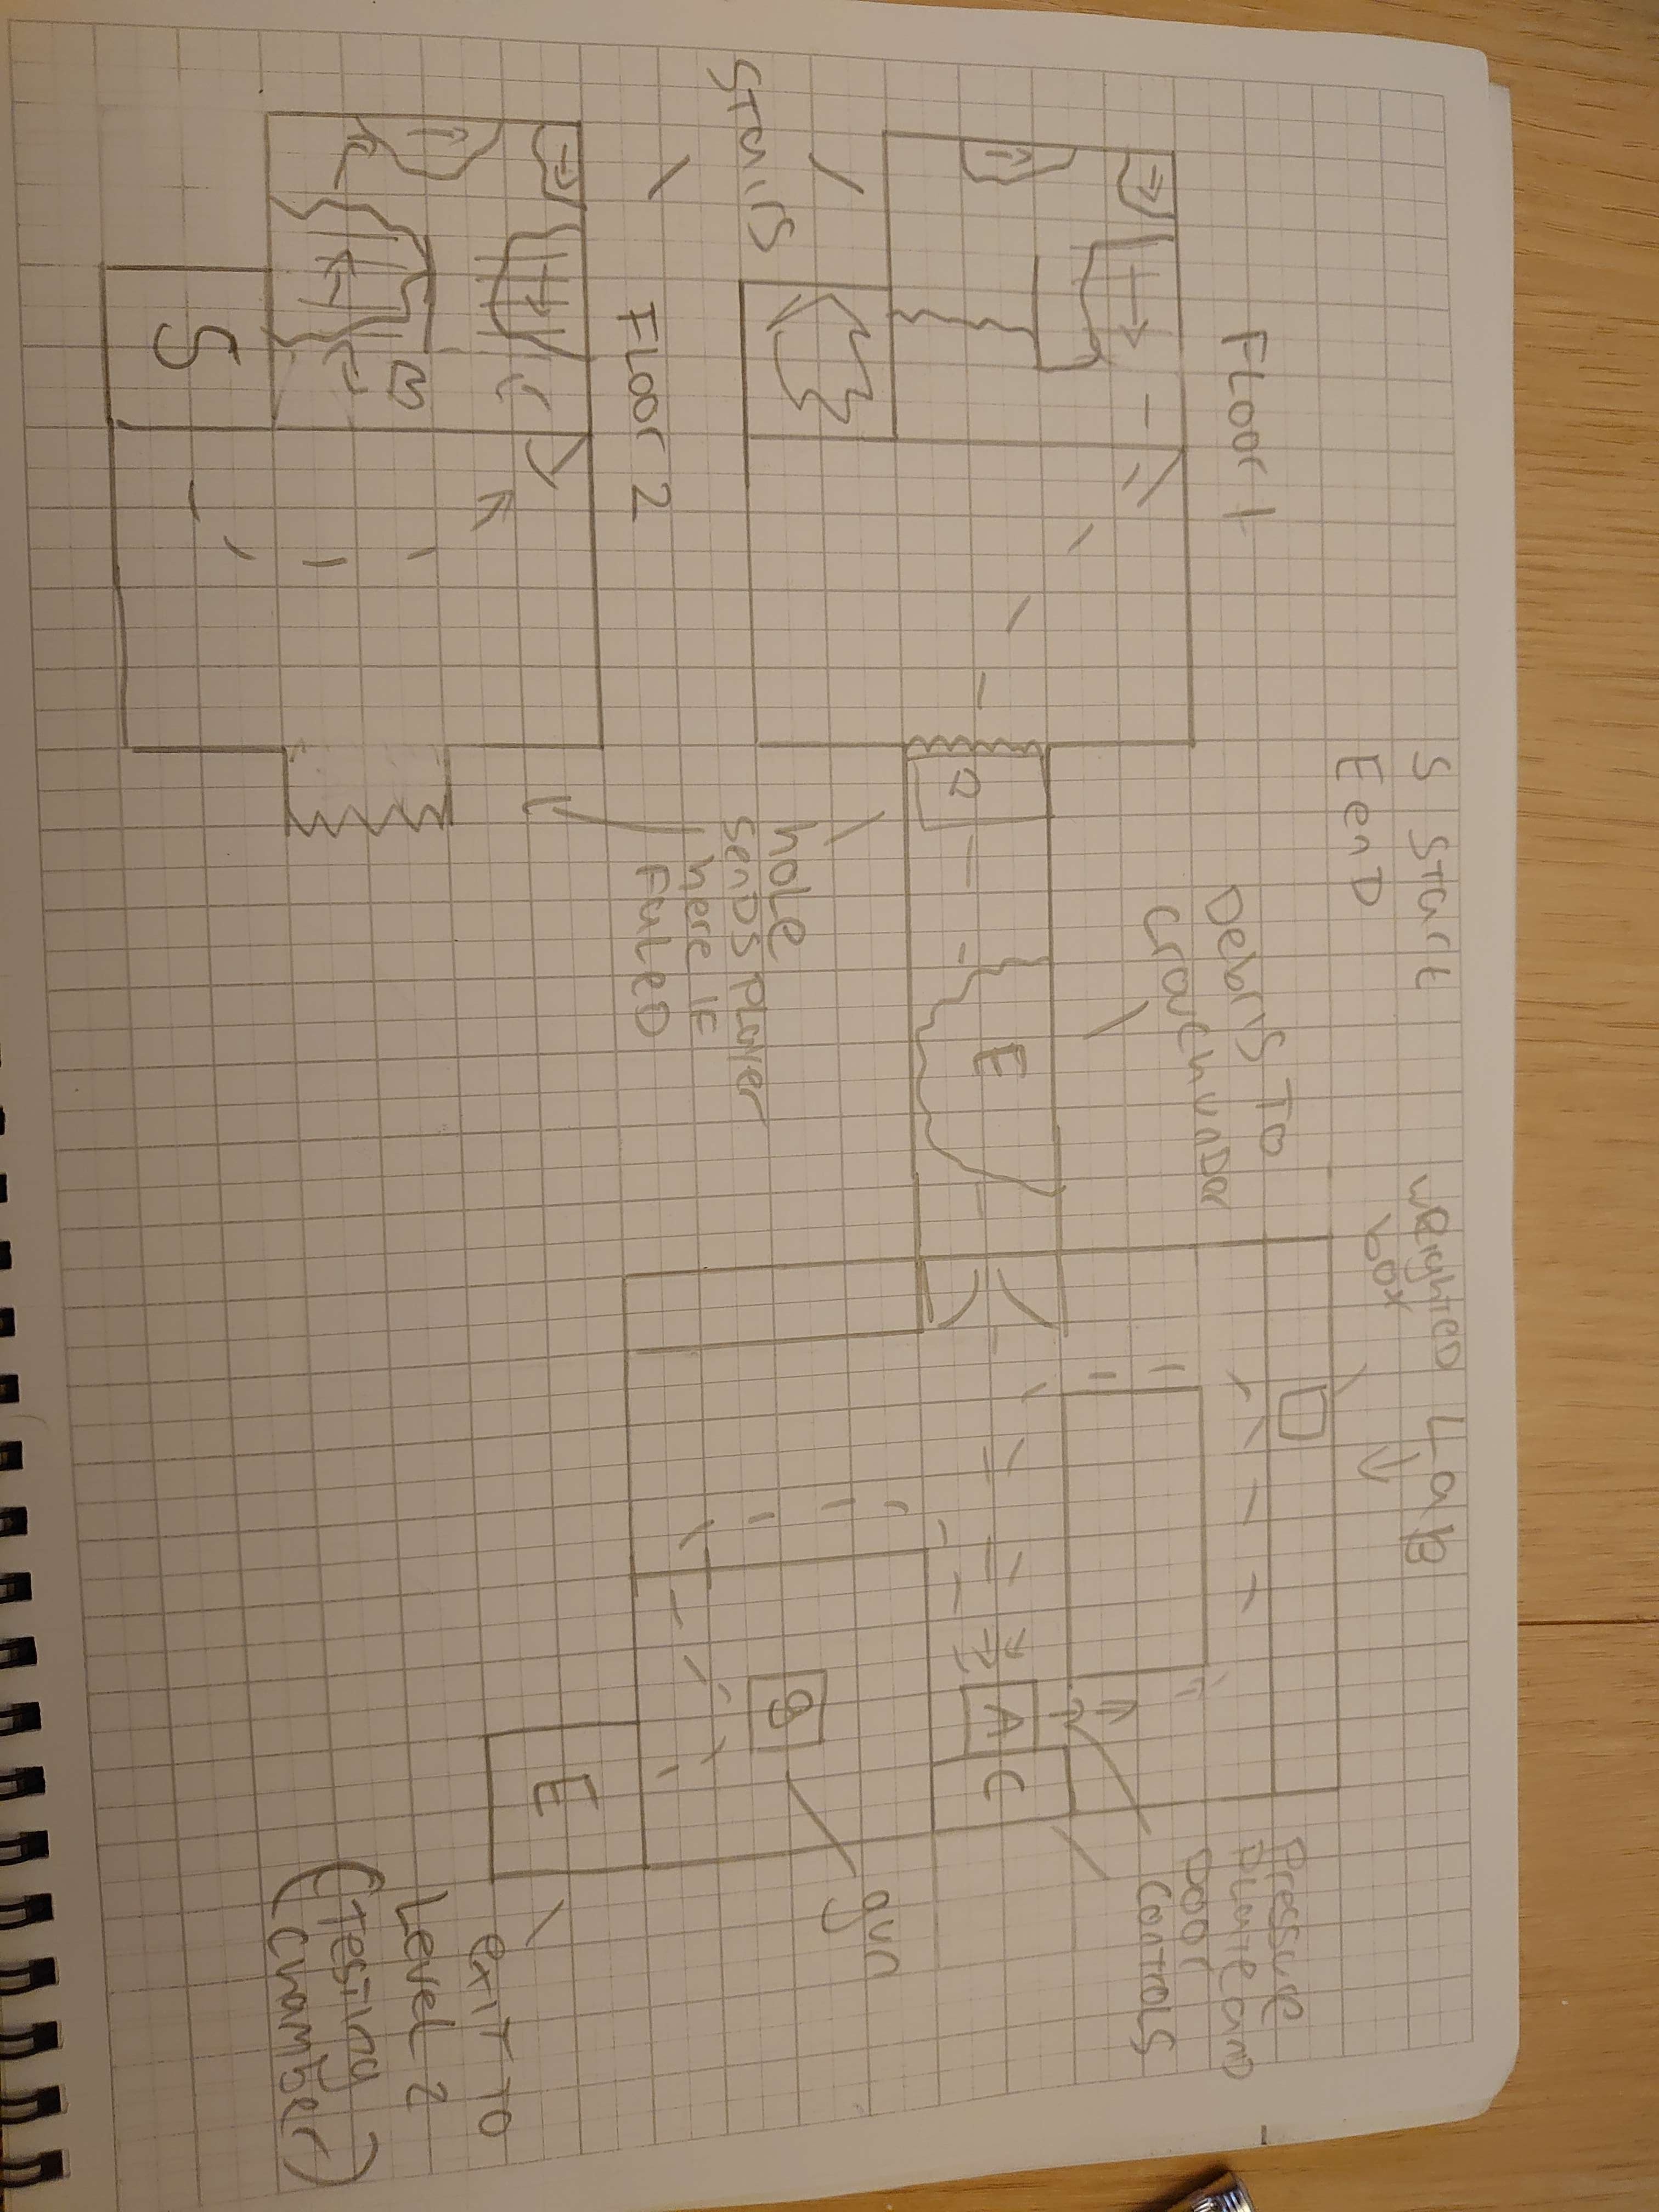 S Start
E enD
weighted
box
Lab
Floor 1
Debris To
crouch under
Pressure
plate and
Door
Controls
Stairs
Floor 2
hole
senDs player
here if
FaileD
E
A
C
g
gun
S
B
E
exit to
Level 2
(Testing
chamber)